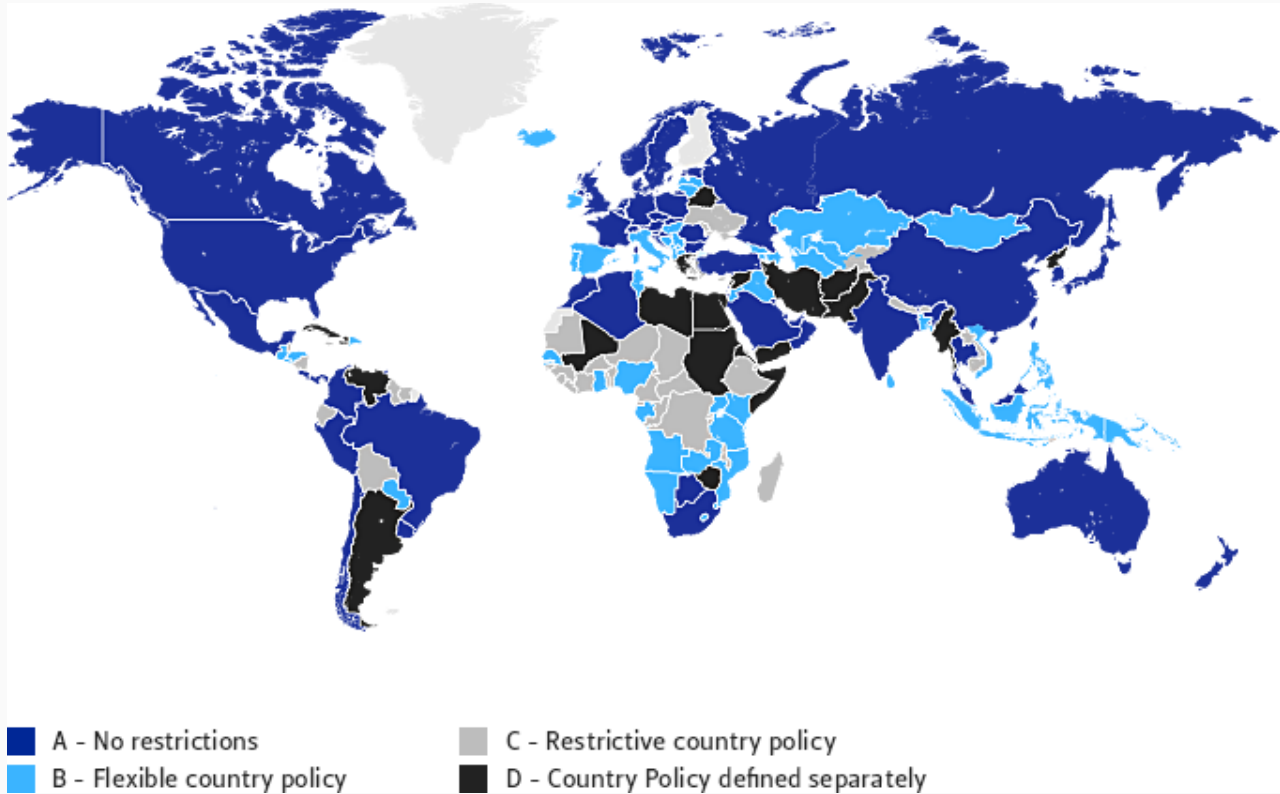 A - No restrictions
B - Flexible country policy
C - Restrictive country policy
D - Country Policy defined separately